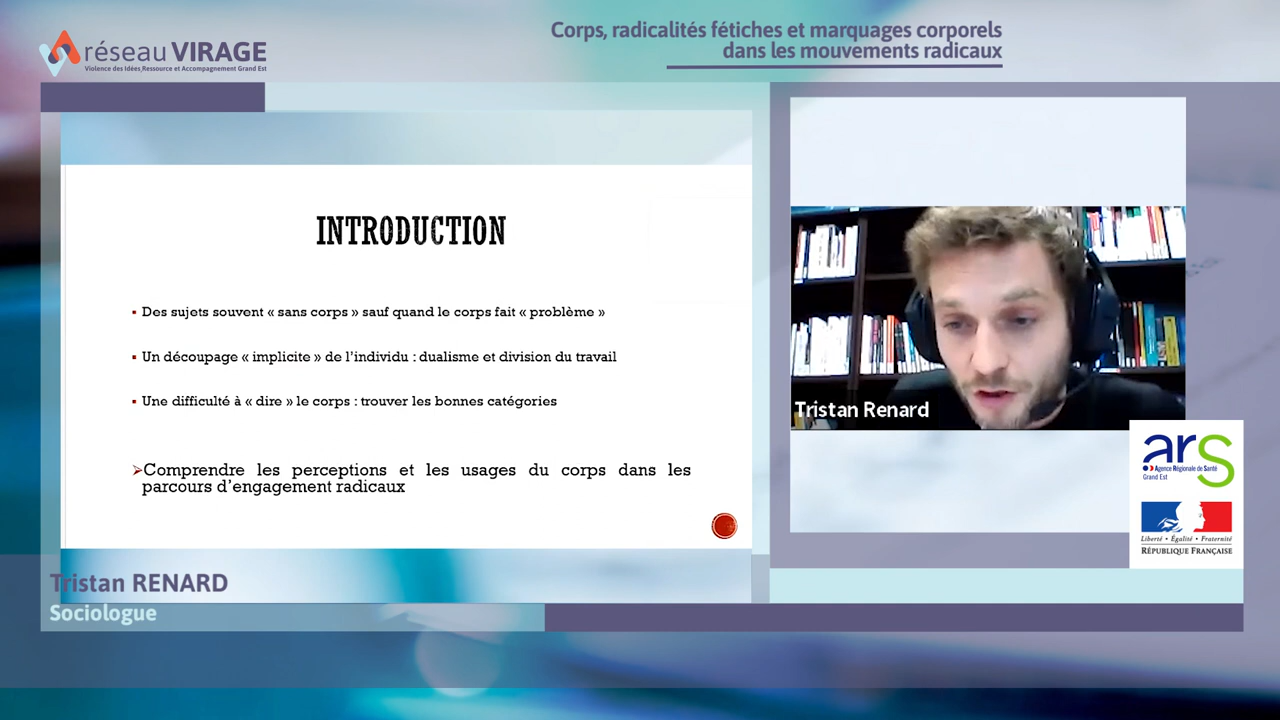 réseau VIRAGE
Violence des Idées, Ressource et Accompagnement Grand Est
Corps, radicalités fétiches et marquages corporels
dans les mouvements radicaux
INTRODUCTION
Des sujets souvent « sans corps » sauf quand le corps fait « problème »
Un découpage « implicite » de l'individu : dualisme et division du travail
Une difficulté à « dire » le corps : trouver les bonnes catégories
Comprendre les perceptions et les usages du corps dans les
parcours d'engagement radicaux
Tristan Renard
ars
Agence Régionale de Santé
Grand Est
Liberté • Égalité • Fraternité
RÉPUBLIQUE FRANÇAISE
Tristan RENARD
Sociologue